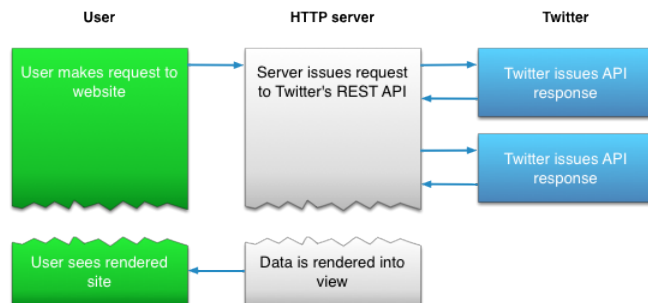 User
HTTP server
Twitter
User makes request to
website
Server issues request
to Twitter's REST API
Twitter issues API
response
Twitter issues API
response
User sees rendered
site
Data is rendered into
view